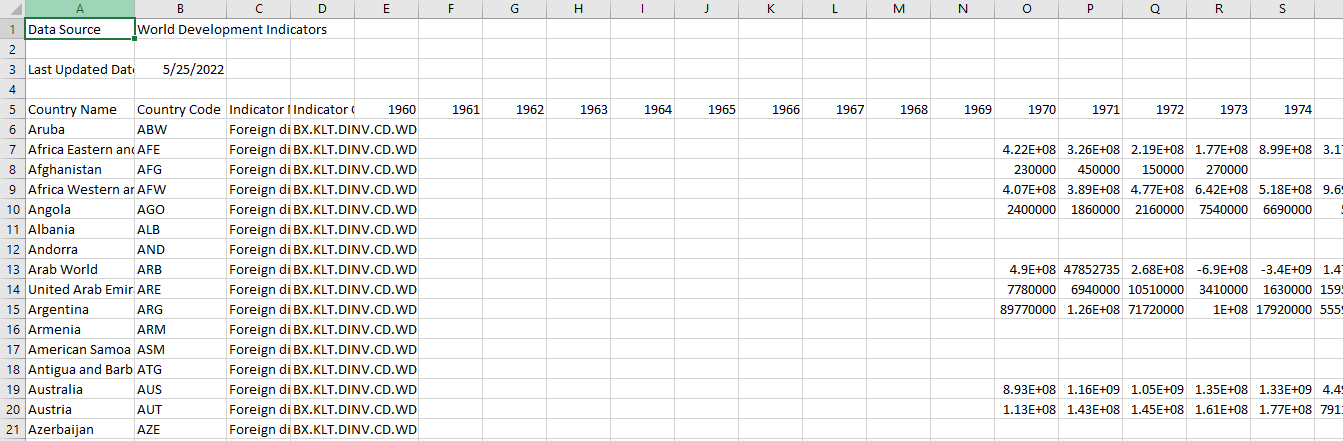 A B C D E F G H I J K L M N O P Q R S
1 Data Source World Development Indicators
2
3 Last Updated Date 5/25/2022
4
5 Country Name Country Code Indicator Indicator 1960 1961 1962 1963 1964 1965 1966 1967 1968 1969 1970 1971 1972 1973 1974
6 Aruba ABW Foreign di BX.KLT.DINV.CD.WD
7 Africa Eastern and AFE Foreign di BX.KLT.DINV.CD.WD 4.22E+08 3.26E+08 2.19E+08 1.77E+08 8.99E+08 3.1
8 Afghanistan AFG Foreign di BX.KLT.DINV.CD.WD 230000 450000 150000 270000
9 Africa Western an AFW Foreign di BX.KLT.DINV.CD.WD 4.07E+08 3.89E+08 4.77E+08 6.42E+08 5.18E+08 9.6
10 Angola AGO Foreign di BX.KLT.DINV.CD.WD 2400000 1860000 2160000 7540000 6690000
11 Albania ALB Foreign di BX.KLT.DINV.CD.WD
12 Andorra AND Foreign di BX.KLT.DINV.CD.WD
13 Arab World ARB Foreign di BX.KLT.DINV.CD.WD 4.9E+08 47852735 2.68E+08 -6.9E+08 -3.4E+09 1.4
14 United Arab Emir ARE Foreign di BX.KLT.DINV.CD.WD 7780000 6940000 10510000 3410000 1630000 159
15 Argentina ARG Foreign di BX.KLT.DINV.CD.WD 89770000 1.26E+08 71720000 1E+08 17920000 555
16 Armenia ARM Foreign di BX.KLT.DINV.CD.WD
17 American Samoa ASM Foreign di BX.KLT.DINV.CD.WD
18 Antigua and Barb ATG Foreign di BX.KLT.DINV.CD.WD
19 Australia AUS Foreign di BX.KLT.DINV.CD.WD 8.93E+08 1.16E+09 1.05E+09 1.35E+08 1.33E+09 4.4
20 Austria AUT Foreign di BX.KLT.DINV.CD.WD 1.13E+08 1.43E+08 1.45E+08 1.61E+08 1.77E+08 791
21 Azerbaijan AZE Foreign di BX.KLT.DINV.CD.WD